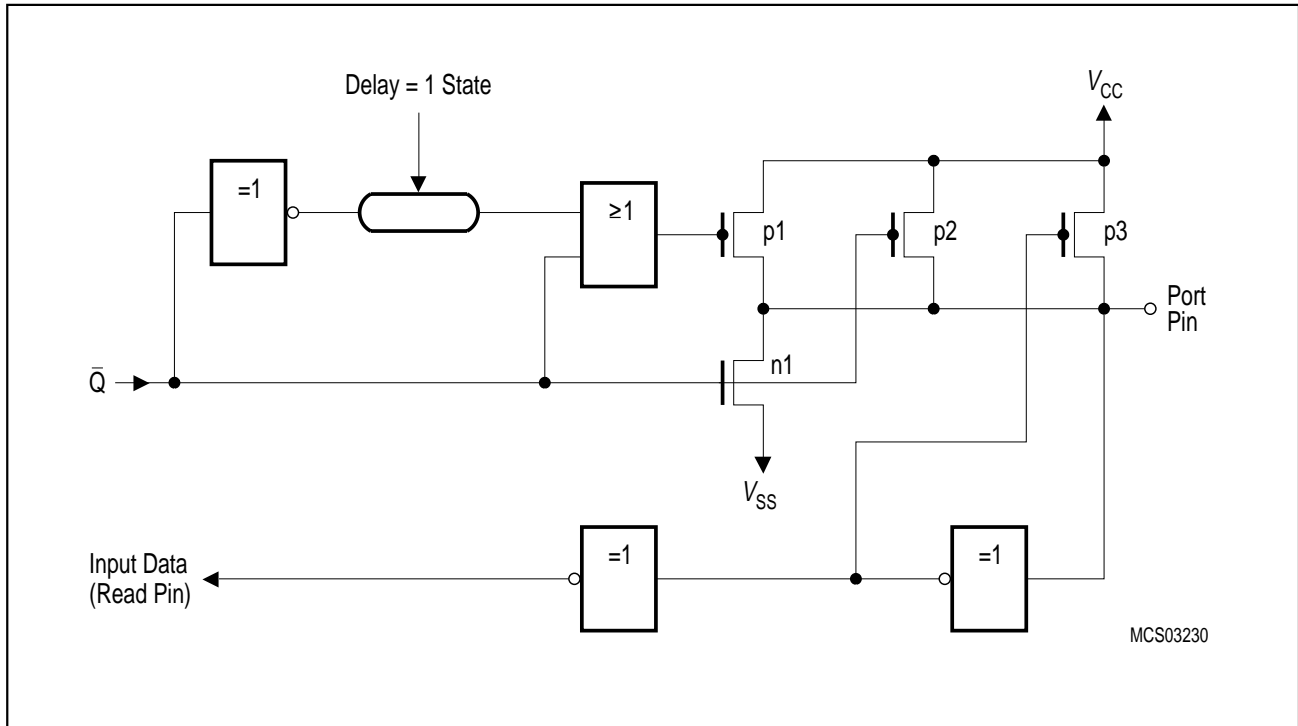 Delay = 1 State
V_CC
=1
≥1
p1
p2
p3
Port
Pin
n1
Q̄
V_SS
=1
=1
Input Data
(Read Pin)
MCS03230